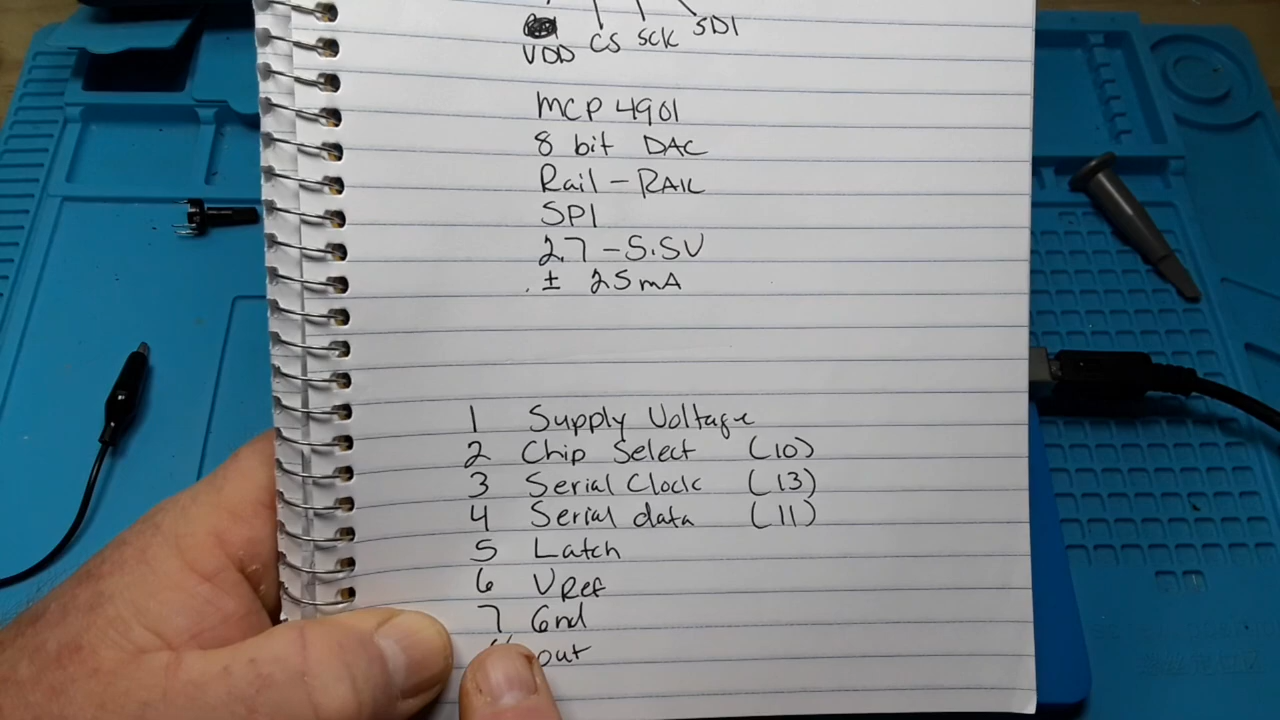 VDD CS SCK SDI
MCP 4901
8 bit DAC
Rail - RAIL
SPI
2.7 - 5.5V
± 25mA
1 Supply Voltage
2 Chip Select (10)
3 Serial Clock (13)
4 Serial data (11)
5 Latch
6 VRef
7 Gnd
out